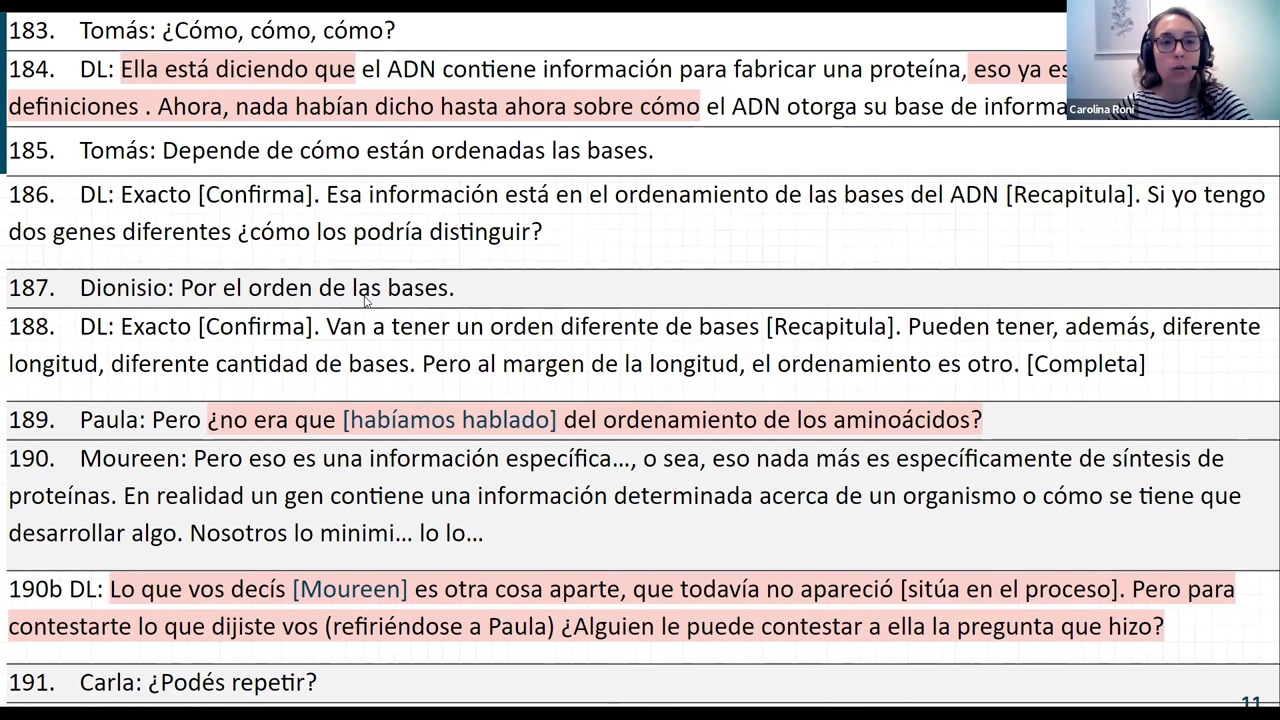 183. Tomás: ¿Cómo, cómo, cómo?
184. DL: Ella está diciendo que el ADN contiene información para fabricar una proteína, eso ya es
definiciones . Ahora, nada habían dicho hasta ahora sobre cómo el ADN otorga su base de informa
Carolina Roni
185. Tomás: Depende de cómo están ordenadas las bases.
186. DL: Exacto [Confirma]. Esa información está en el ordenamiento de las bases del ADN [Recapitula]. Si yo tengo
dos genes diferentes ¿cómo los podría distinguir?
187. Dionisio: Por el orden de las bases.
188. DL: Exacto [Confirma]. Van a tener un orden diferente de bases [Recapitula]. Pueden tener, además, diferente
longitud, diferente cantidad de bases. Pero al margen de la longitud, el ordenamiento es otro. [Completa]
189. Paula: Pero ¿no era que [habíamos hablado] del ordenamiento de los aminoácidos?
190. Moureen: Pero eso es una información específica…, o sea, eso nada más es específicamente de síntesis de
proteínas. En realidad un gen contiene una información determinada acerca de un organismo o cómo se tiene que
desarrollar algo. Nosotros lo minimi… lo lo…
190b DL: Lo que vos decís [Moureen] es otra cosa aparte, que todavía no apareció [sitúa en el proceso]. Pero para
contestarte lo que dijiste vos (refiriéndose a Paula) ¿Alguien le puede contestar a ella la pregunta que hizo?
191. Carla: ¿Podés repetir?
11